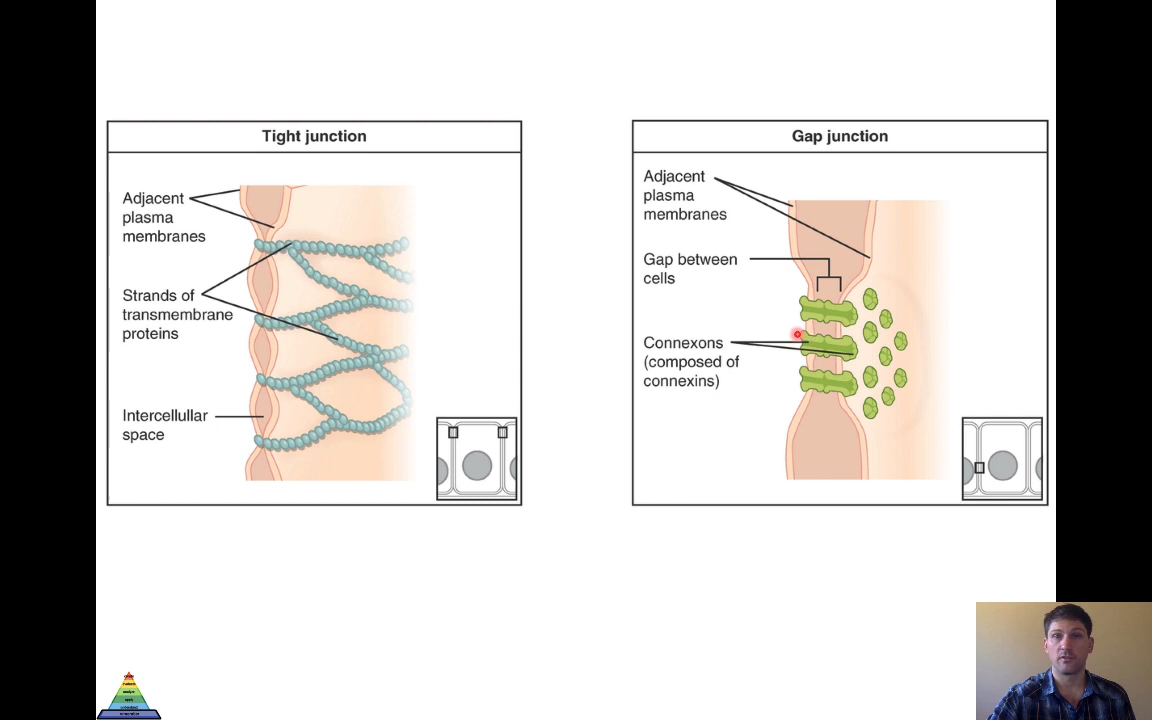 Tight junction
Adjacent
plasma
membranes
Strands of
transmembrane
proteins
Intercellullar
space
Gap junction
Adjacent
plasma
membranes
Gap between
cells
Connexons
(composed of
connexins)